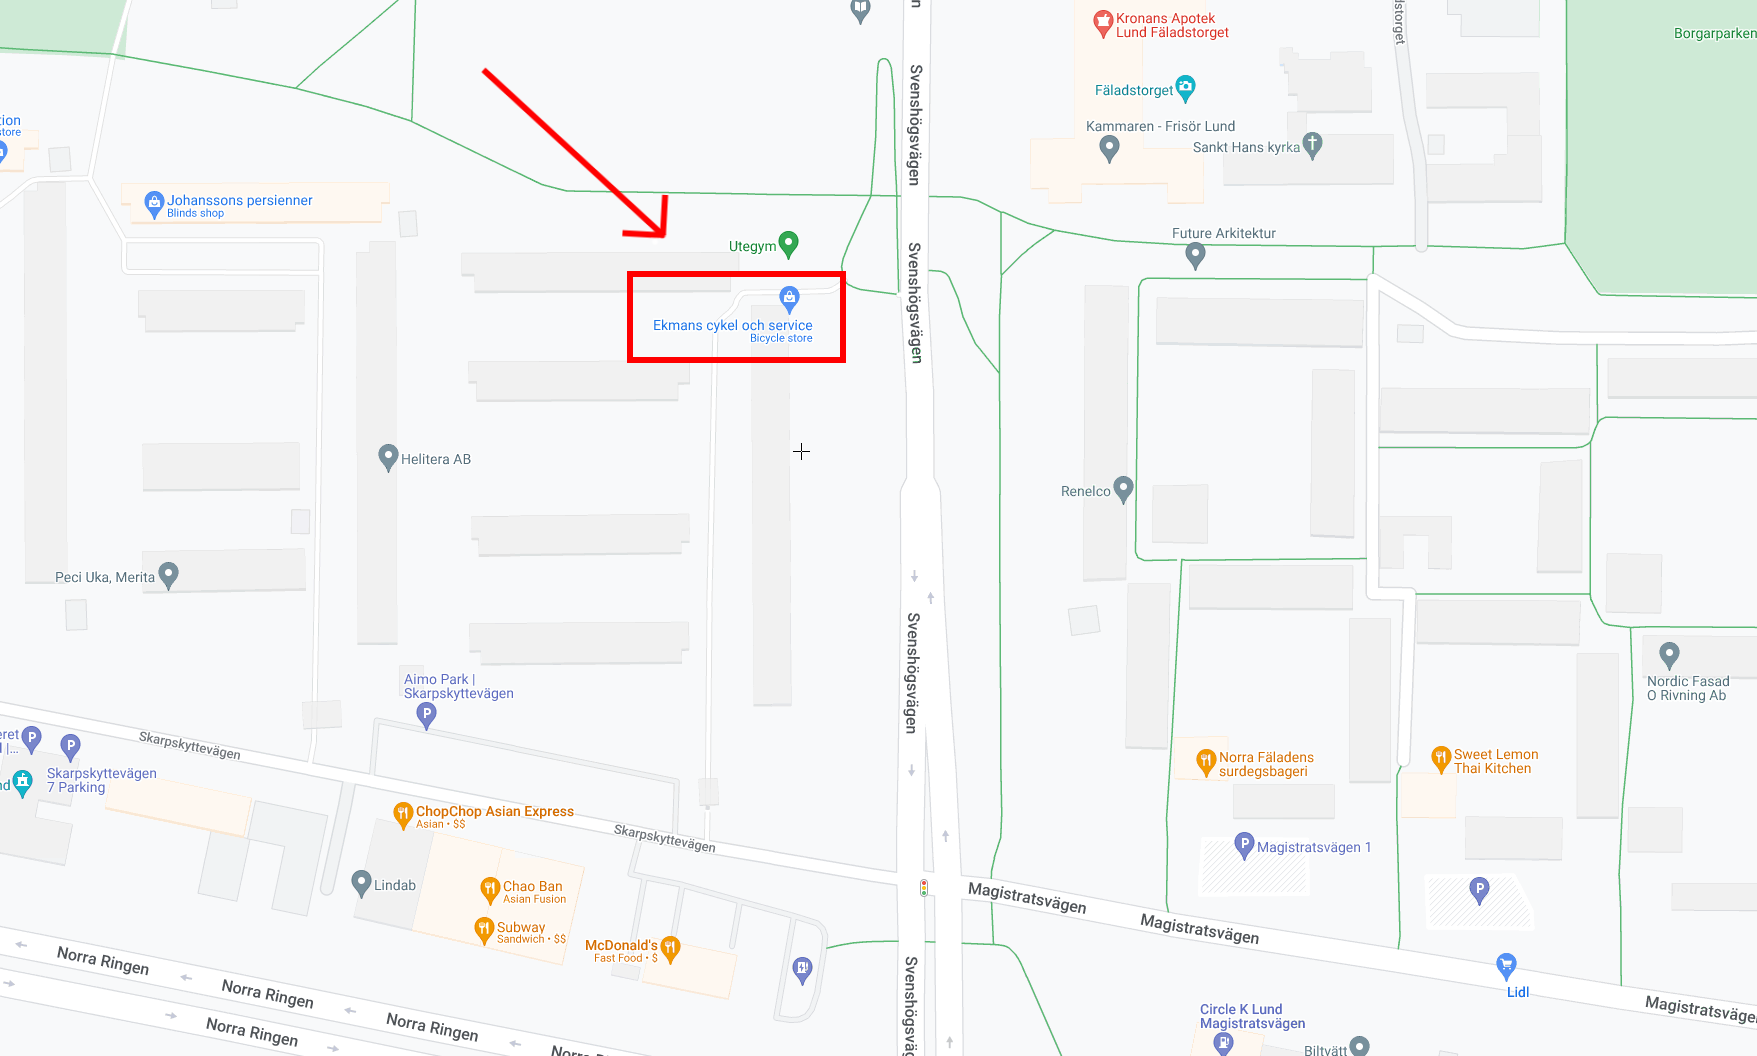 Kronans Apotek
Lund Fäladstorget
Borgarparken
Svenshögsvägen
Fäladstorget
Kammaren - Frisör Lund
Sankt Hans kyrka
store
Johanssons persienner
Blinds shop
Utegym
Future Arkitektur
Svenshögsvägen
Ekmans cykel och service
Bicycle store
Helitera AB
Renelco
Peci Uka, Merita
Svenshögsvägen
Aimo Park |
Skarpskyttevägen
Nordic Fasad
O Rivning Ab
Skarpskyttevägen
P
P
P
Skarpskyttevägen
7 Parking
Norra Fäladens
surdegsbageri
Sweet Lemon
Thai Kitchen
ChopChop Asian Express
Asian • $$
Skarpskyttevägen
P
Magistratsvägen 1
P
Lindab
Chao Ban
Asian Fusion
Magistratsvägen
Magistratsvägen
Subway
Sandwich • $$
McDonald's
Fast Food • $
Norra Ringen
Norra Ringen
Norra Ringen
Norra Ringen
Svenshögsväg
Lidl
Magistratsvägen
Circle K Lund
Magistratsvägen
Biltvätt